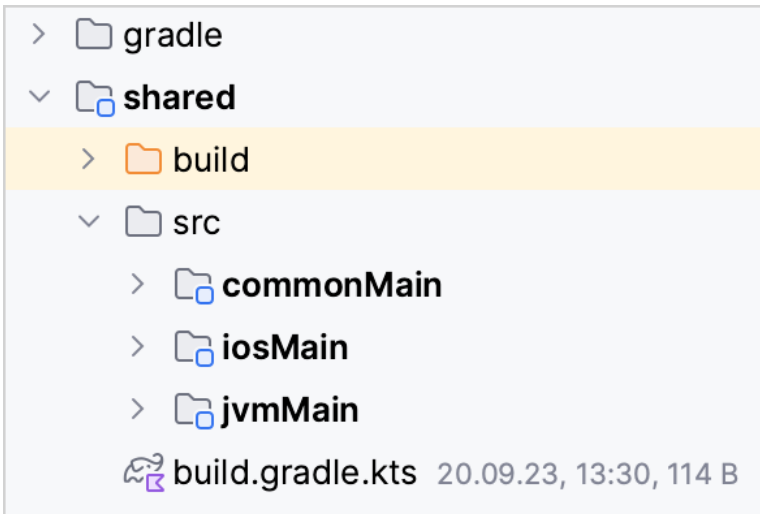 gradle
shared
build
src
commonMain
iosMain
jvmMain
build.gradle.kts 20.09.23, 13:30, 114 B